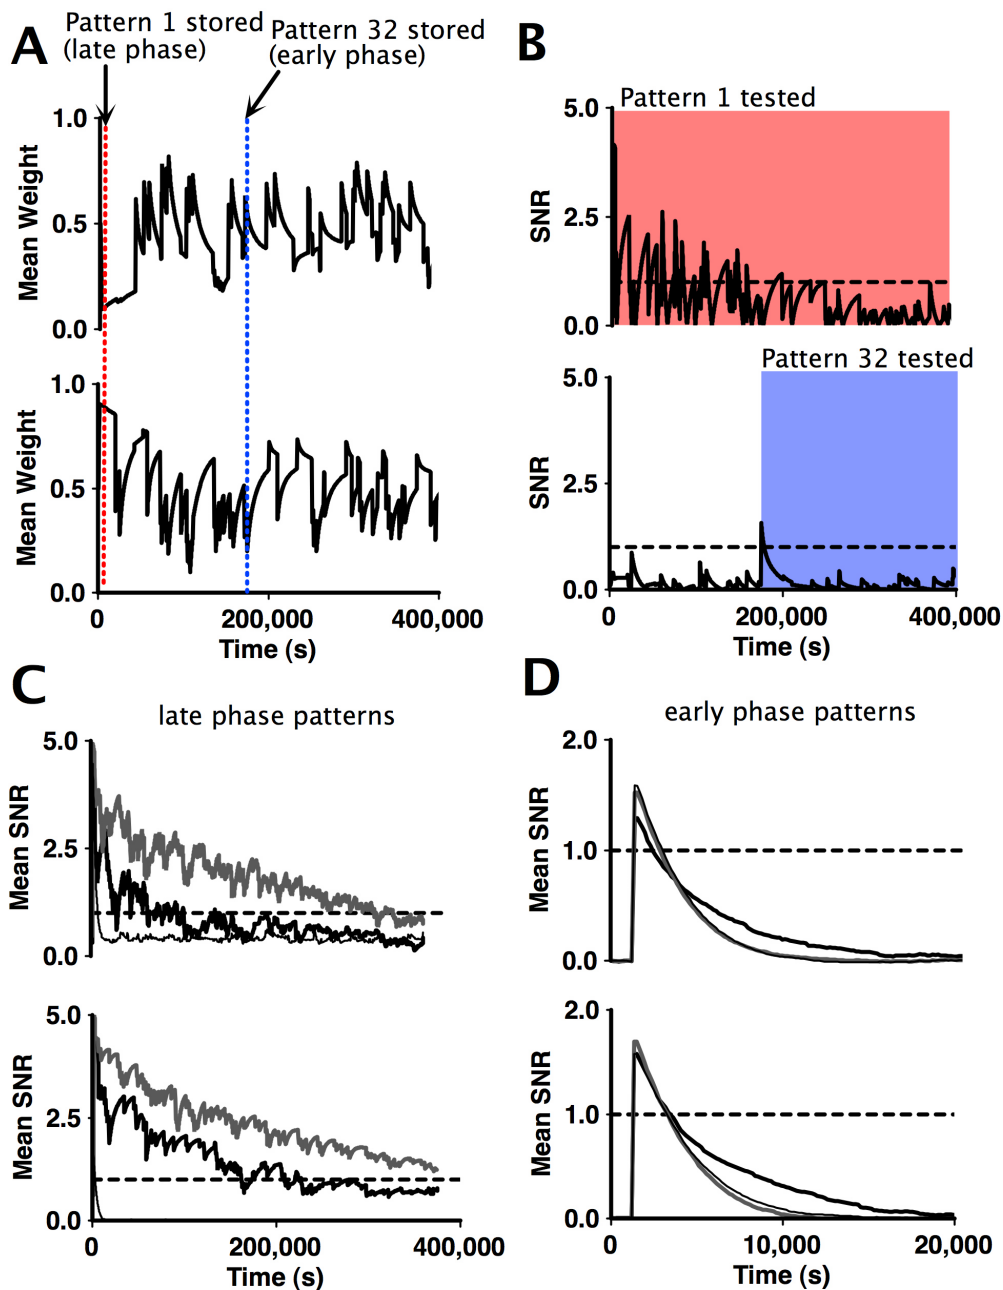 A
Pattern 1 stored
(late phase)
Pattern 32 stored
(early phase)
1.0
0.5
0.0
Mean Weight
1.0
0.5
0.0
Mean Weight
0
200,000
400,000
Time (s)
B
Pattern 1 tested
5.0
2.5
0.0
SNR
Pattern 32 tested
5.0
2.5
0.0
SNR
0
200,000
400,000
Time (s)
C
late phase patterns
5.0
2.5
0.0
Mean SNR
5.0
2.5
0.0
Mean SNR
0
200,000
400,000
Time (s)
D
early phase patterns
2.0
1.0
0.0
Mean SNR
2.0
1.0
0.0
Mean SNR
0
10,000
20,000
Time (s)